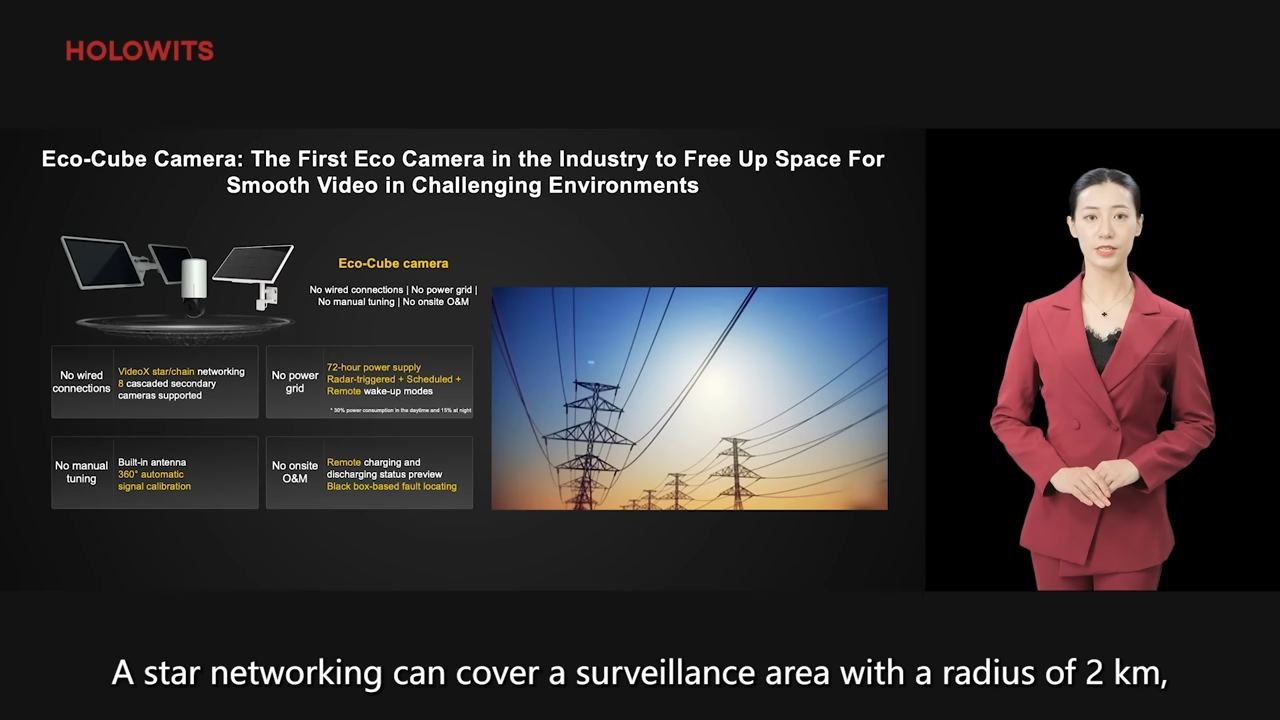 HOLOWITS
Eco-Cube Camera: The First Eco Camera in the Industry to Free Up Space For
Smooth Video in Challenging Environments
Eco-Cube camera
No wired connections | No power grid |
No manual tuning | No onsite O&M
No wired
connections
VideoX star/chain networking
8 cascaded secondary
cameras supported
No power
grid
72-hour power supply
Radar-triggered + Scheduled +
Remote wake-up modes
* 30% power consumption in the daytime and 15% at night
No manual
tuning
Built-in antenna
360° automatic
signal calibration
No onsite
O&M
Remote charging and
discharging status preview
Black box-based fault locating
A star networking can cover a surveillance area with a radius of 2 km,